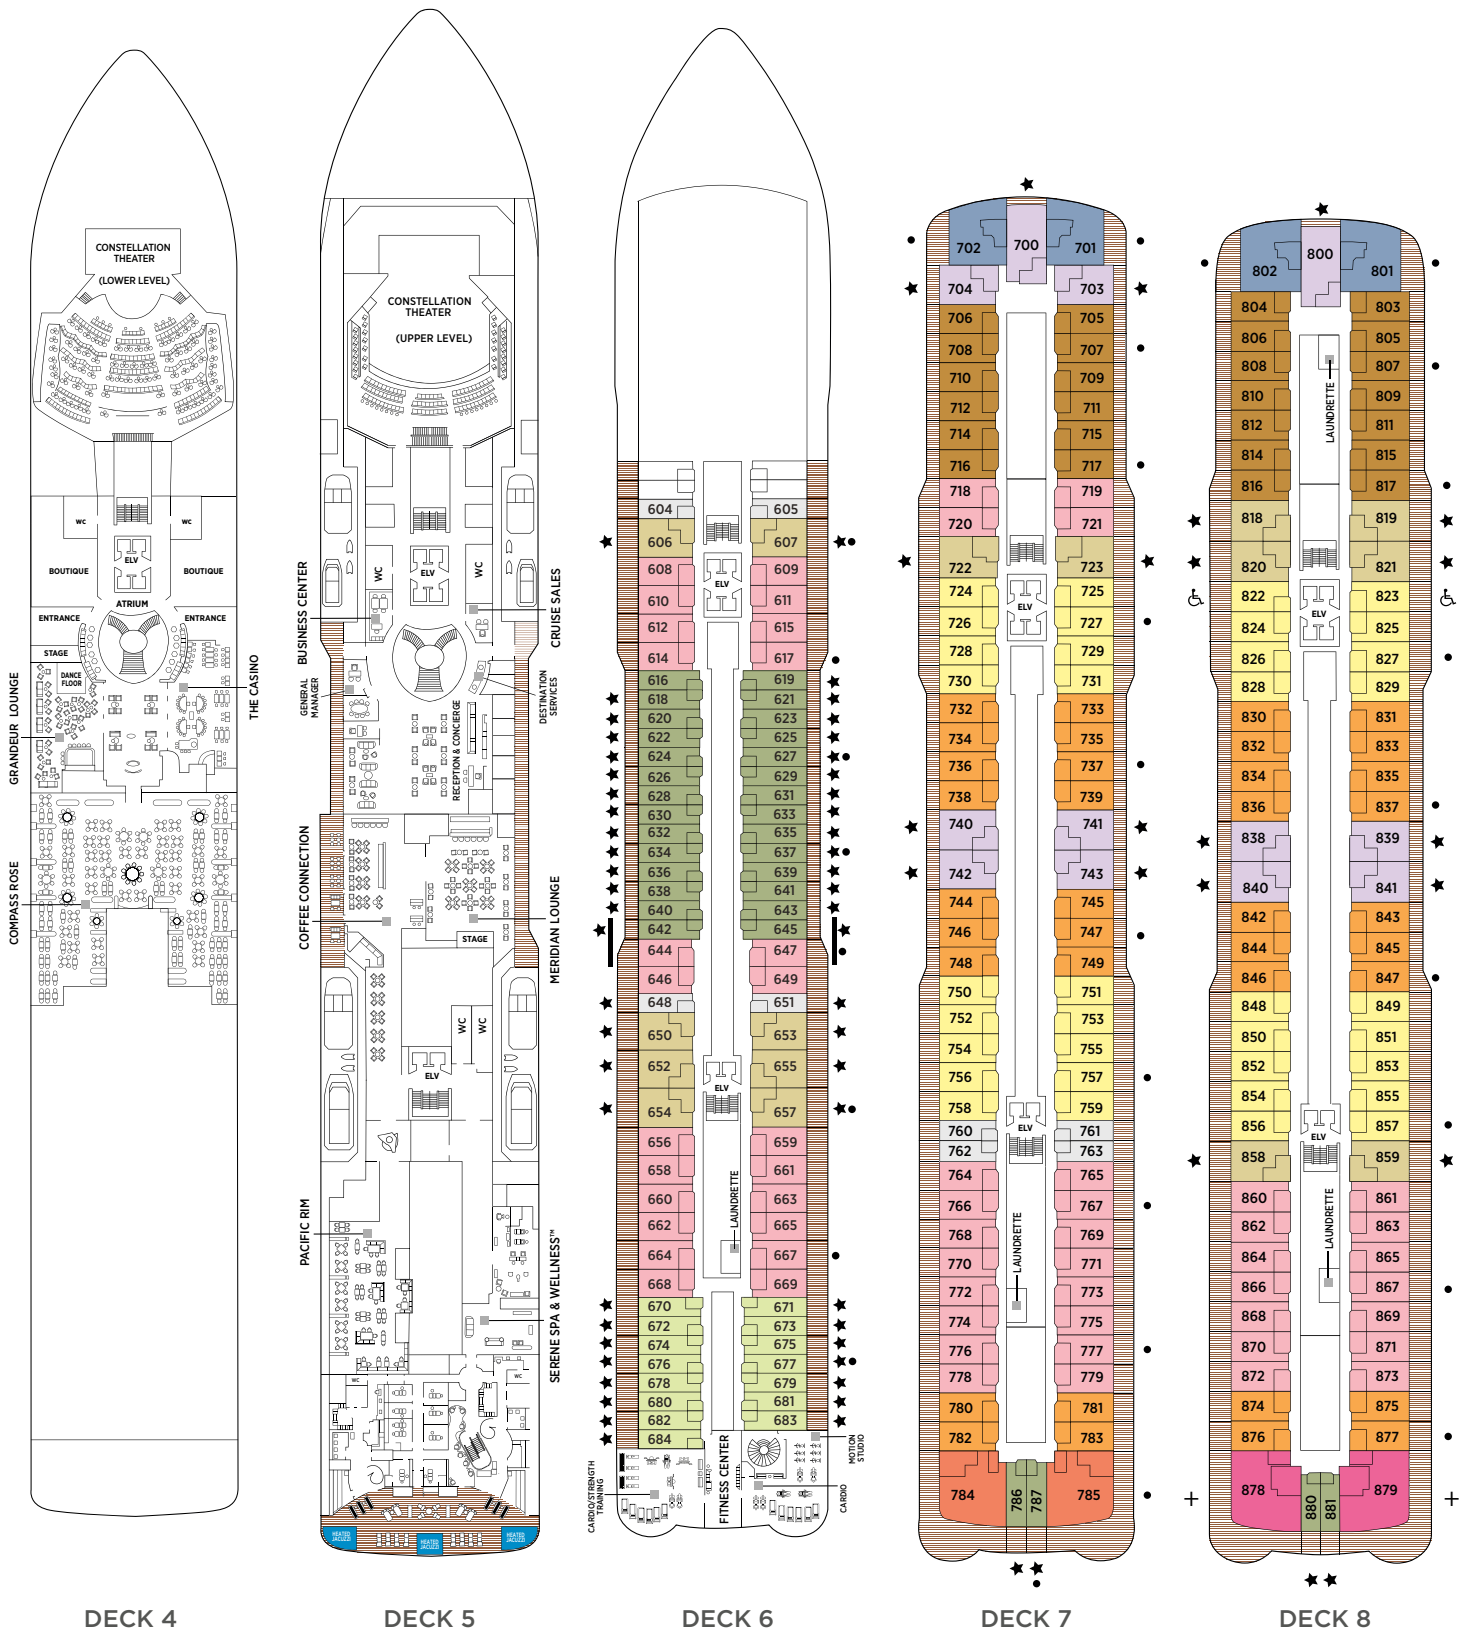 CONSTELLATION
THEATER
(LOWER LEVEL)
WC
WC
ELV
BOUTIQUE
BOUTIQUE
ATRIUM
ENTRANCE
ENTRANCE
STAGE
DANCE
FLOOR
THE CASINO
GRANDEUR LOUNGE
COMPASS ROSE
DECK 4
CONSTELLATION
THEATER
(UPPER LEVEL)
WC
ELV
WC
BUSINESS CENTER
CRUISE SALES
GENERAL
MANAGER
DESTINATION
SERVICES
RECEPTION & CONCIERGE
COFFEE CONNECTION
MERIDIAN LOUNGE
STAGE
WC
WC
ELV
PACIFIC RIM
SERENE SPA & WELLNESS™
WC
WC
HEATED
JACUZZI
HEATED
JACUZZI
HEATED
JACUZZI
DECK 5
604 605
606 607
ELV
608 609
610 611
612 615
614 617
616 619
618 621
620 623
622 625
624 627
626 629
628 631
630 633
632 635
634 637
636 639
638 641
640 643
642 645
644 647
646 649
648 651
650 653
652 655
ELV
654 657
656 659
658 661
660 663
LAUNDRETTE
662 665
664 667
668 669
670 671
672 673
674 675
676 677
678 679
680 681
682 683
684
FITNESS CENTER
MOTION
STUDIO
CARDIO/STRENGTH
TRAINING
CARDIO
DECK 6
702 700 701
704 703
706 705
708 707
710 709
712 711
714 715
716 717
718 719
720 721
722 723
724 725
ELV
726 727
728 729
730 731
732 733
734 735
736 737
738 739
740 741
742 743
744 745
746 747
748 749
750 751
752 753
754 755
756 757
758 759
ELV
760 761
762 763
764 765
766 767
LAUNDRETTE
768 769
770 771
772 773
774 775
776 777
778 779
780 781
782 783
784 786 787 785
DECK 7
802 800 801
804 803
806 805
808 807
LAUNDRETTE
810 809
812 811
814 815
816 817
818 819
820 821
822 823
ELV
824 825
826 827
828 829
830 831
832 833
834 835
836 837
838 839
840 841
842 843
844 845
846 847
848 849
850 851
852 853
854 855
856 857
ELV
858 859
860 861
862 863
LAUNDRETTE
864 865
866 867
868 869
870 871
872 873
874 875
876 877
878 880 881 879
DECK 8